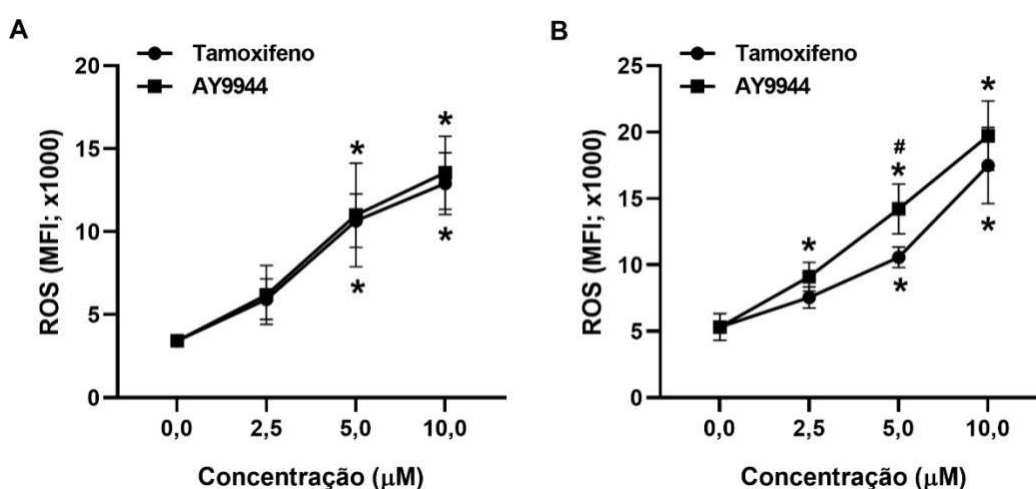 A
Tamoxifeno
AY9944
20
15
10
5
0
ROS (MFI; x1000)
* *
* *
0,0 2,5 5,0 10,0
Concentração (μM)
B
Tamoxifeno
AY9944
25
20
15
10
5
0
ROS (MFI; x1000)
*
#
* *
*
*
0,0 2,5 5,0 10,0
Concentração (μM)